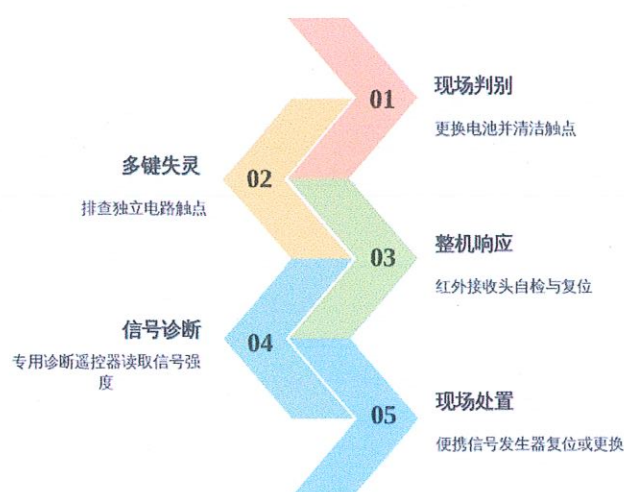 01
现场判别
更换电池并清洁触点
多键失灵
02
排查独立电路触点
03
整机响应
红外接收头自检与复位
信号诊断
04
专用诊断遥控器读取信号强
度
05
现场处置
便携信号发生器复位或更换